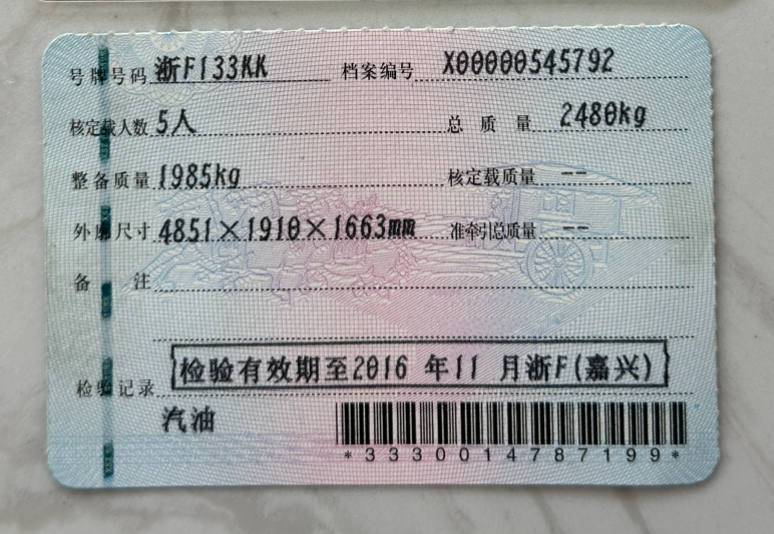 号牌号码 浙F133KK 档案编号 X00000545792
核定载人数 5人 总质量 2480kg
整备质量 1985kg 核定载质量 --
外廓尺寸 4851×1910×1663mm 准牵引总质量 --
备注
检验记录 检验有效期至2016 年11 月浙F(嘉兴)
汽油
*3330014787199*